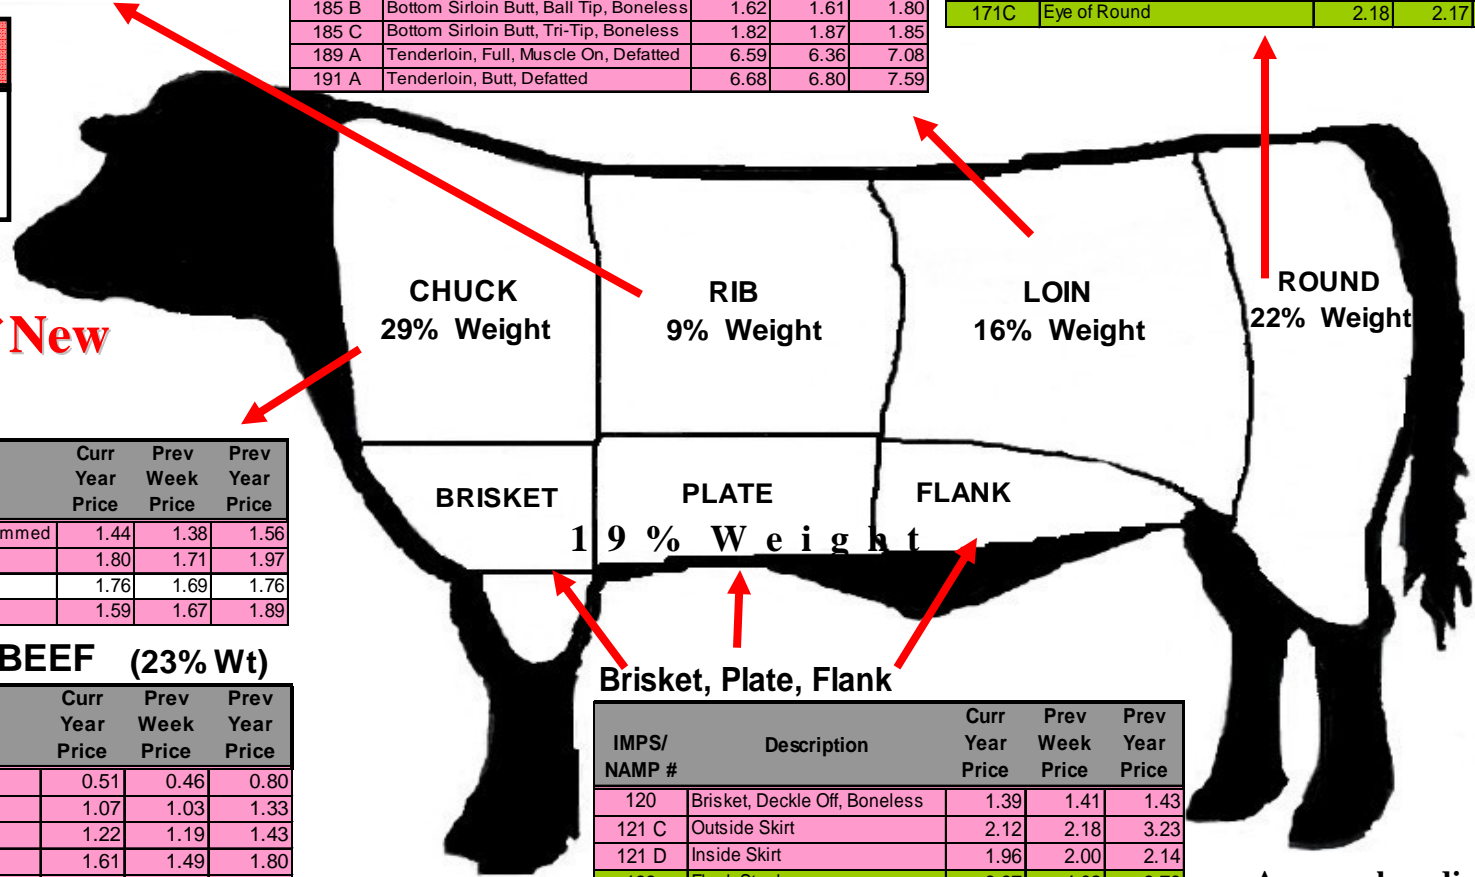 185 B Bottom Sirloin Butt, Ball Tip, Boneless 1.62 1.61 1.80
185 C Bottom Sirloin Butt, Tri-Tip, Boneless 1.82 1.87 1.85
189 A Tenderloin, Full, Muscle On, Defatted 6.59 6.36 7.08
191 A Tenderloin, Butt, Defatted 6.68 6.80 7.59
171C Eye of Round 2.18 2.17
CHUCK
29% Weight
RIB
9% Weight
LOIN
16% Weight
ROUND
22% Weight
New
BRISKET
PLATE
FLANK
19% Weight
Curr Prev Prev
Year Week Year
Price Price Price
mmed 1.44 1.38 1.56
1.80 1.71 1.97
1.76 1.69 1.76
1.59 1.67 1.89
BEEF (23% Wt)
Curr Prev Prev
Year Week Year
Price Price Price
0.51 0.46 0.80
1.07 1.03 1.33
1.22 1.19 1.43
1.61 1.49 1.80
Brisket, Plate, Flank
Curr Prev Prev
IMPS/ Description Year Week Year
NAMP # Price Price Price
120 Brisket, Deckle Off, Boneless 1.39 1.41 1.43
121 C Outside Skirt 2.12 2.18 3.23
121 D Inside Skirt 1.96 2.00 2.14